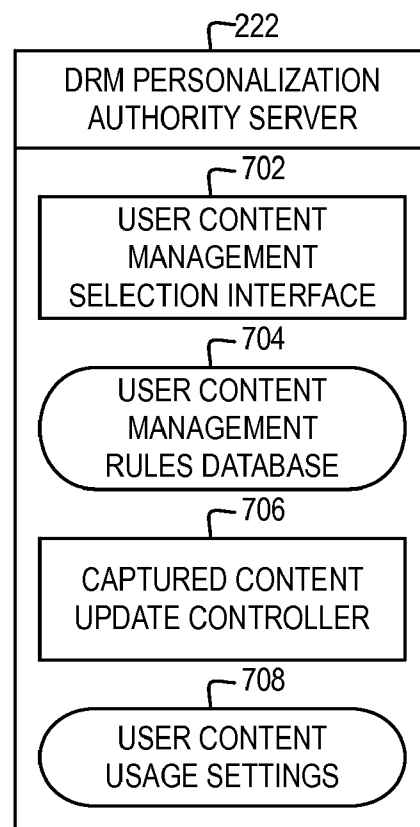 222
DRM PERSONALIZATION
AUTHORITY SERVER
702
USER CONTENT
MANAGEMENT
SELECTION INTERFACE
704
USER CONTENT
MANAGEMENT
RULES DATABASE
706
CAPTURED CONTENT
UPDATE CONTROLLER
708
USER CONTENT
USAGE SETTINGS